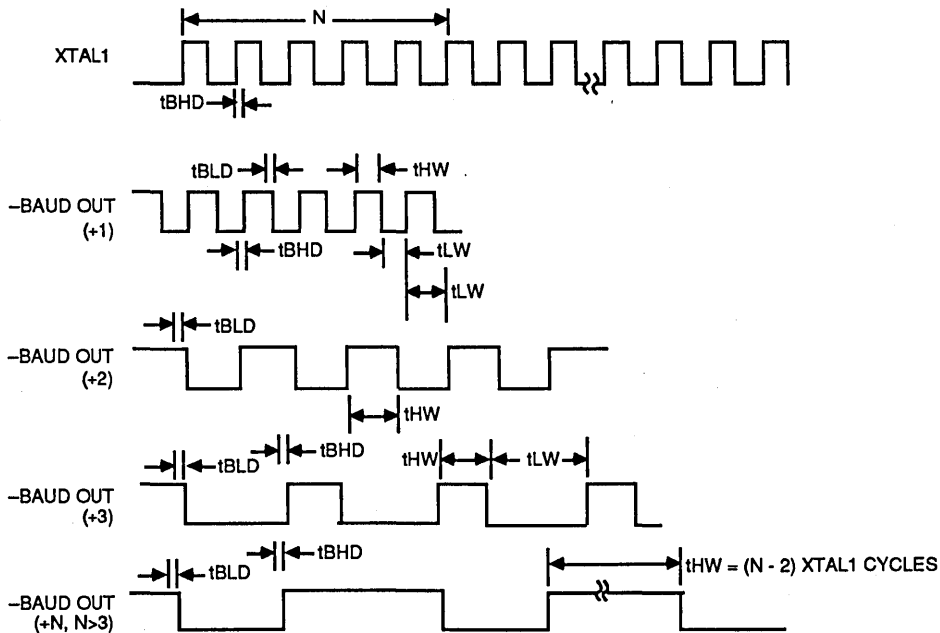 N
XTAL1
tBHD
tBLD
tHW
–BAUD OUT
(+1)
tBHD
tLW
tLW
tBLD
–BAUD OUT
(+2)
tHW
tBLD
tBHD
tHW
tLW
–BAUD OUT
(+3)
tBLD
tBHD
tHW = (N - 2) XTAL1 CYCLES
–BAUD OUT
(+N, N>3)